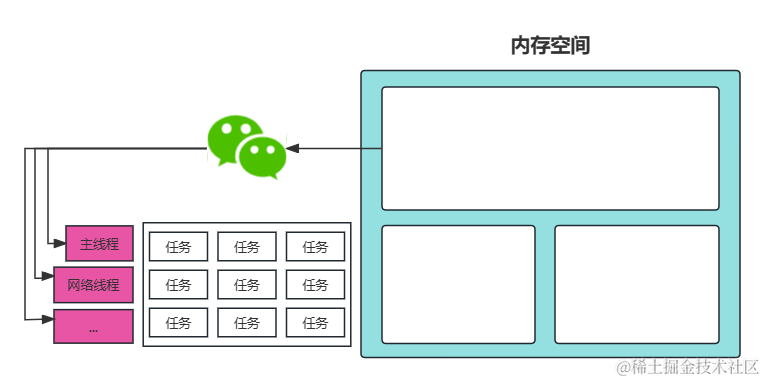 内存空间
主线程
任务 任务 任务
网络线程
任务 任务 任务
...
任务 任务 任务
@稀土掘金技术社区